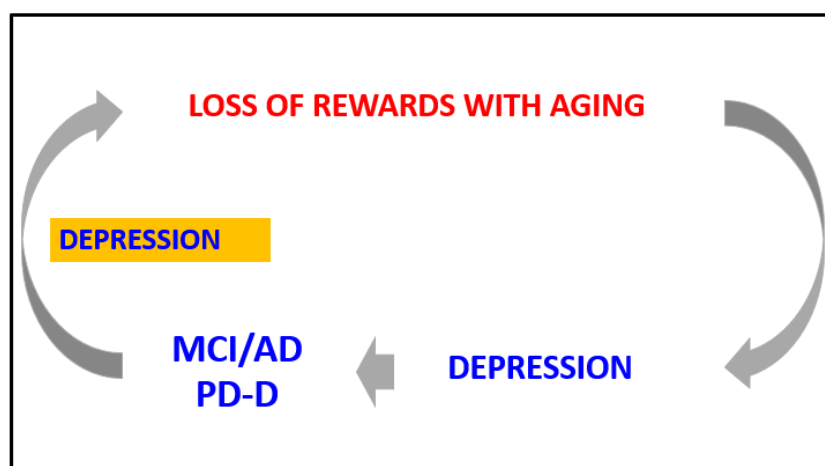 LOSS OF REWARDS WITH AGING
DEPRESSION
MCI/AD
PD-D
DEPRESSION